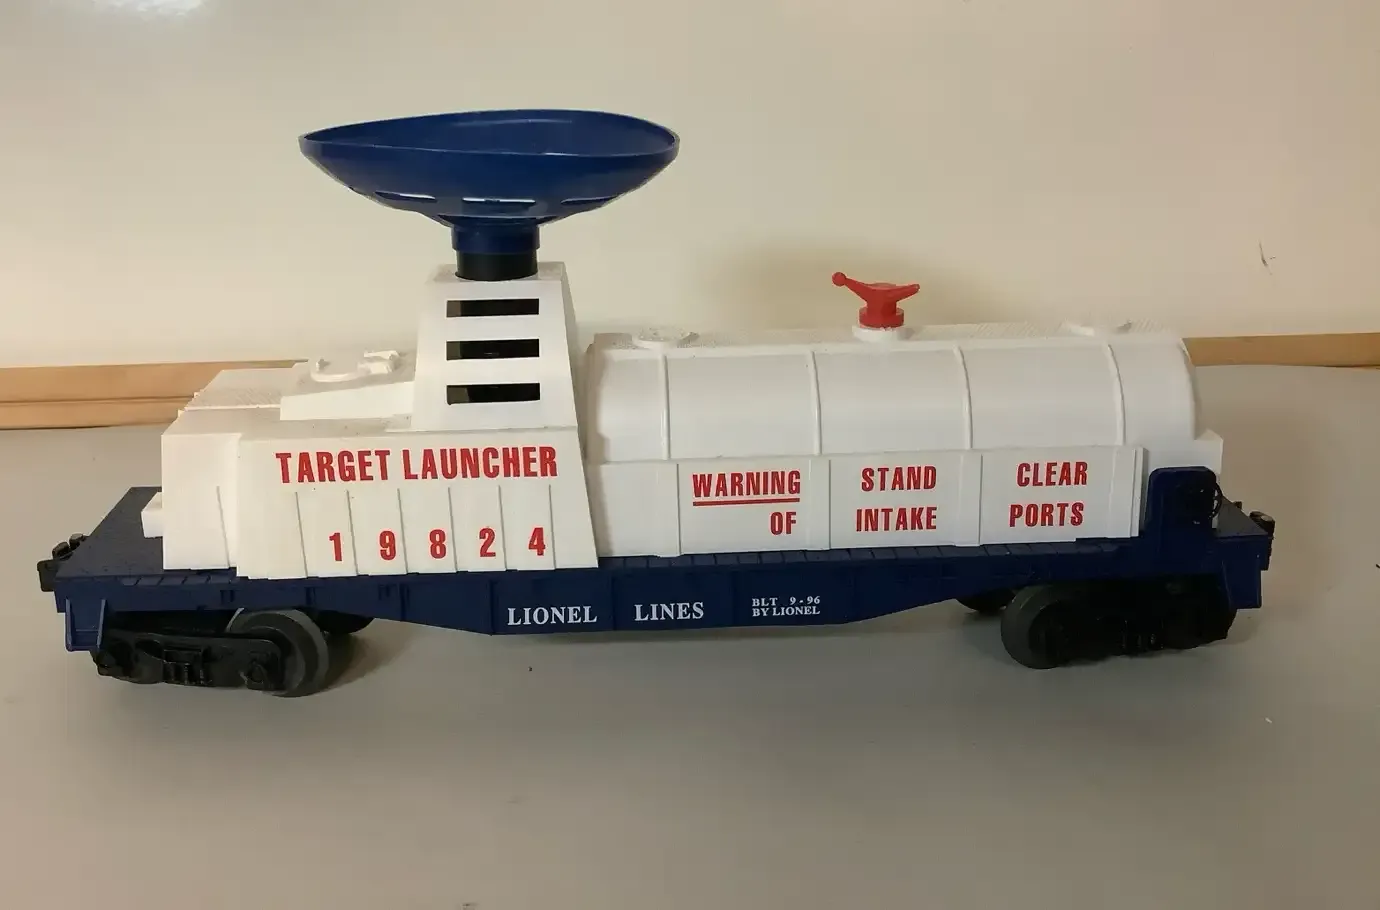 TARGET LAUNCHER
1 9 8 2 4
WARNING STAND CLEAR
OF INTAKE PORTS
LIONEL LINES
BLT 9-96
BY LIONEL